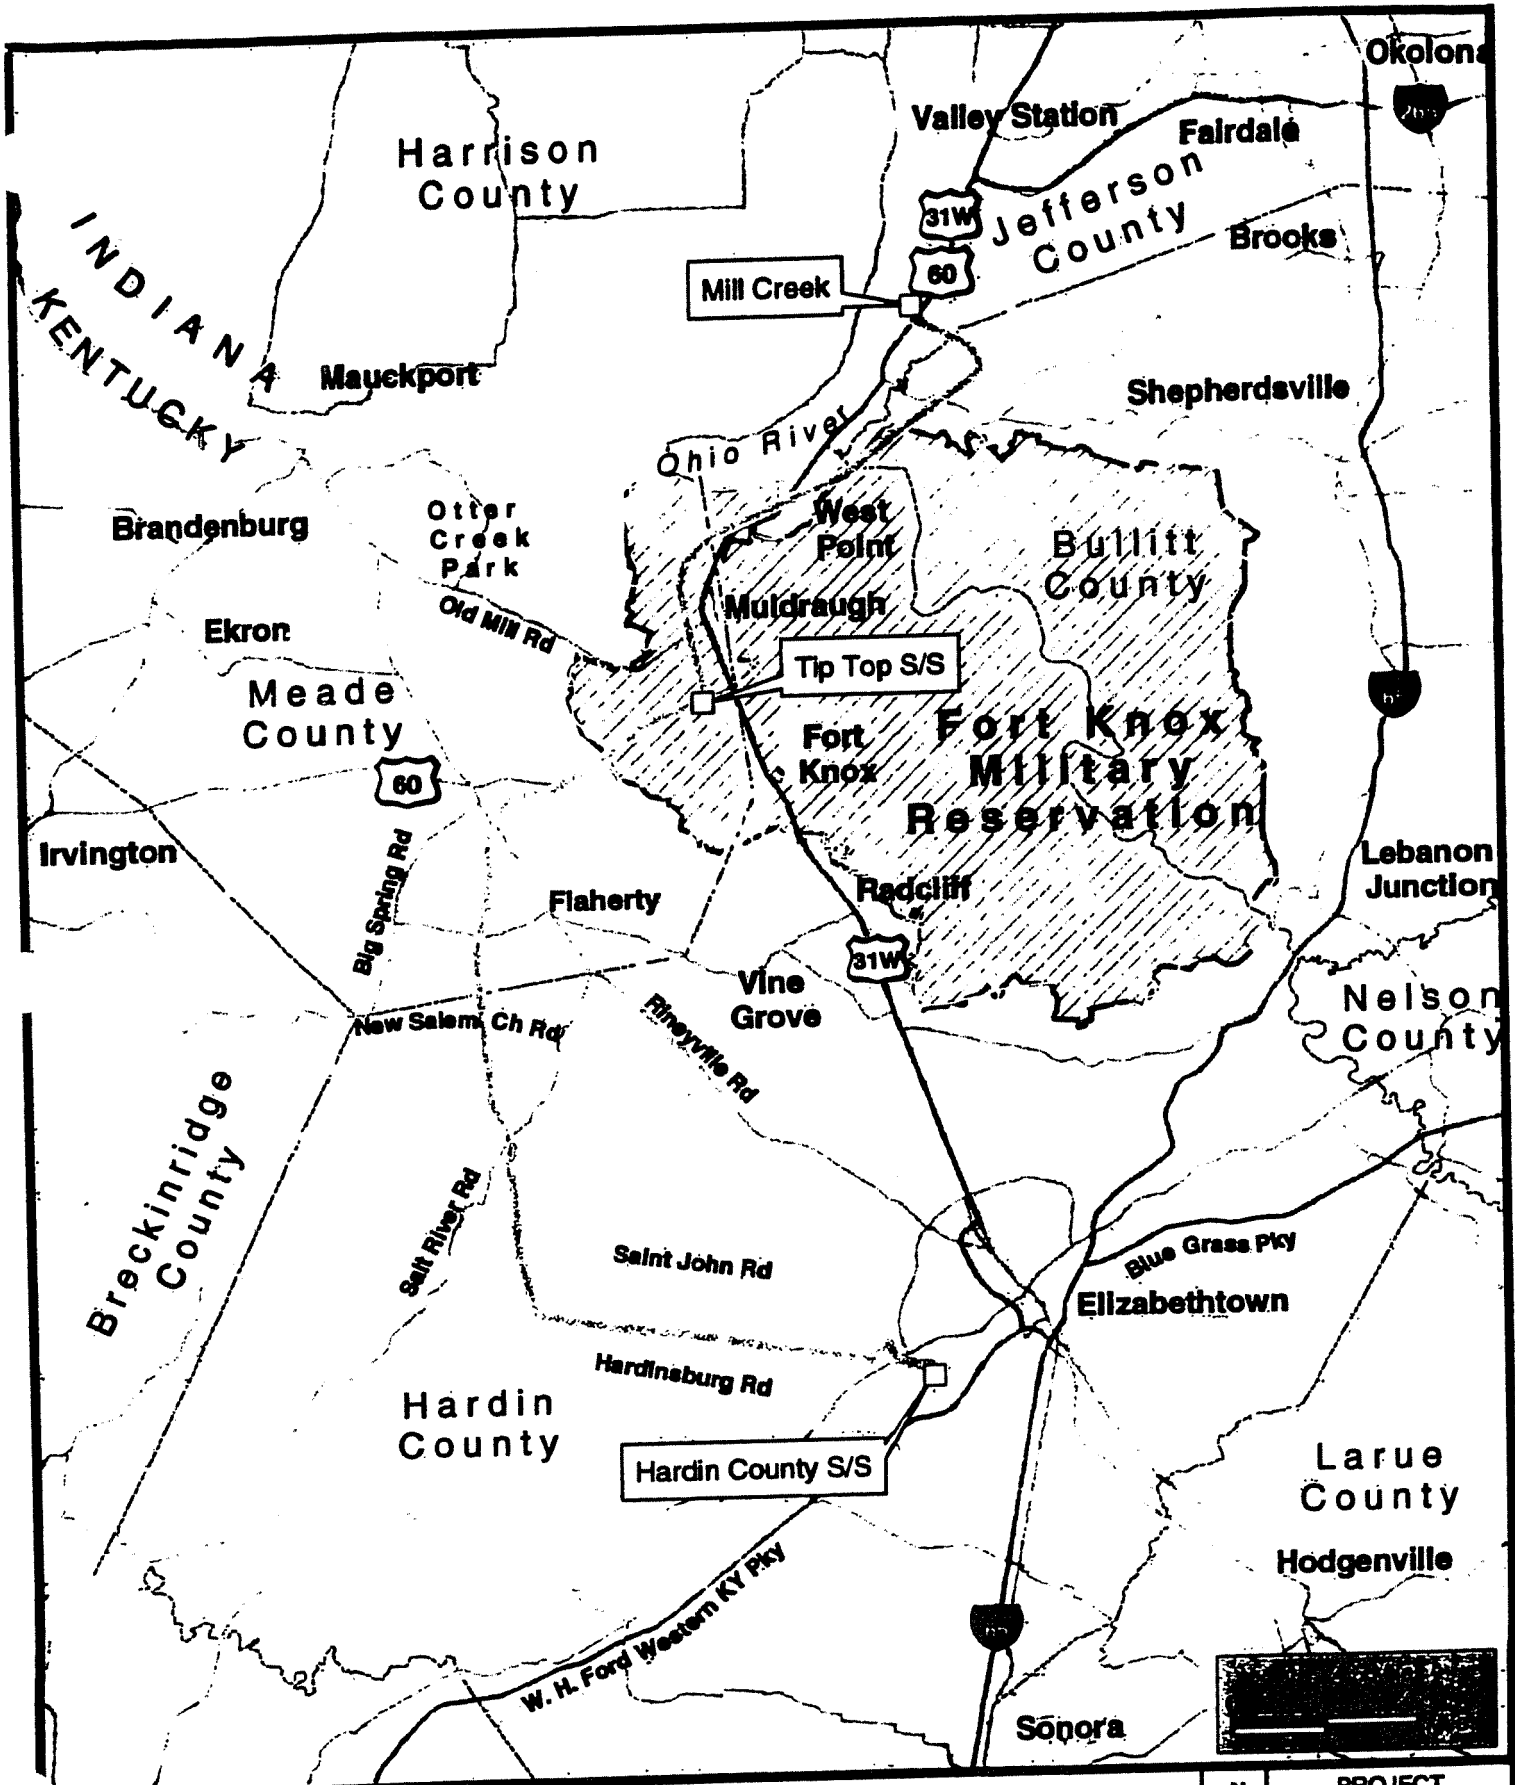 Okolona
Valley Station
Fairdale
Harrison
County
Jefferson
County
31W
60
Brooks
INDIANA
KENTUCKY
Mill Creek
Mauckport
Shepherdsville
Ohio River
Brandenburg
Otter
Creek
Park
West
Point
Bullitt
County
Old Mill Rd
Muldraugh
Ekron
Tip Top S/S
Meade
County
Fort
Knox
Fort Knox
Military
Reservation
65
60
Irvington
Big Spring Rd
Lebanon
Junction
Flaherty
Radcliff
31W
Vine
Grove
Nelson
County
New Salem Ch Rd
Rineyville Rd
Breckinridge
County
Salt River Rd
Saint John Rd
Blue Grass Pky
Elizabethtown
Hardinsburg Rd
Hardin
County
Hardin County S/S
Larue
County
Hodgenville
W. H. Ford Western KY Pky
65
Sonora
N
PROJECT